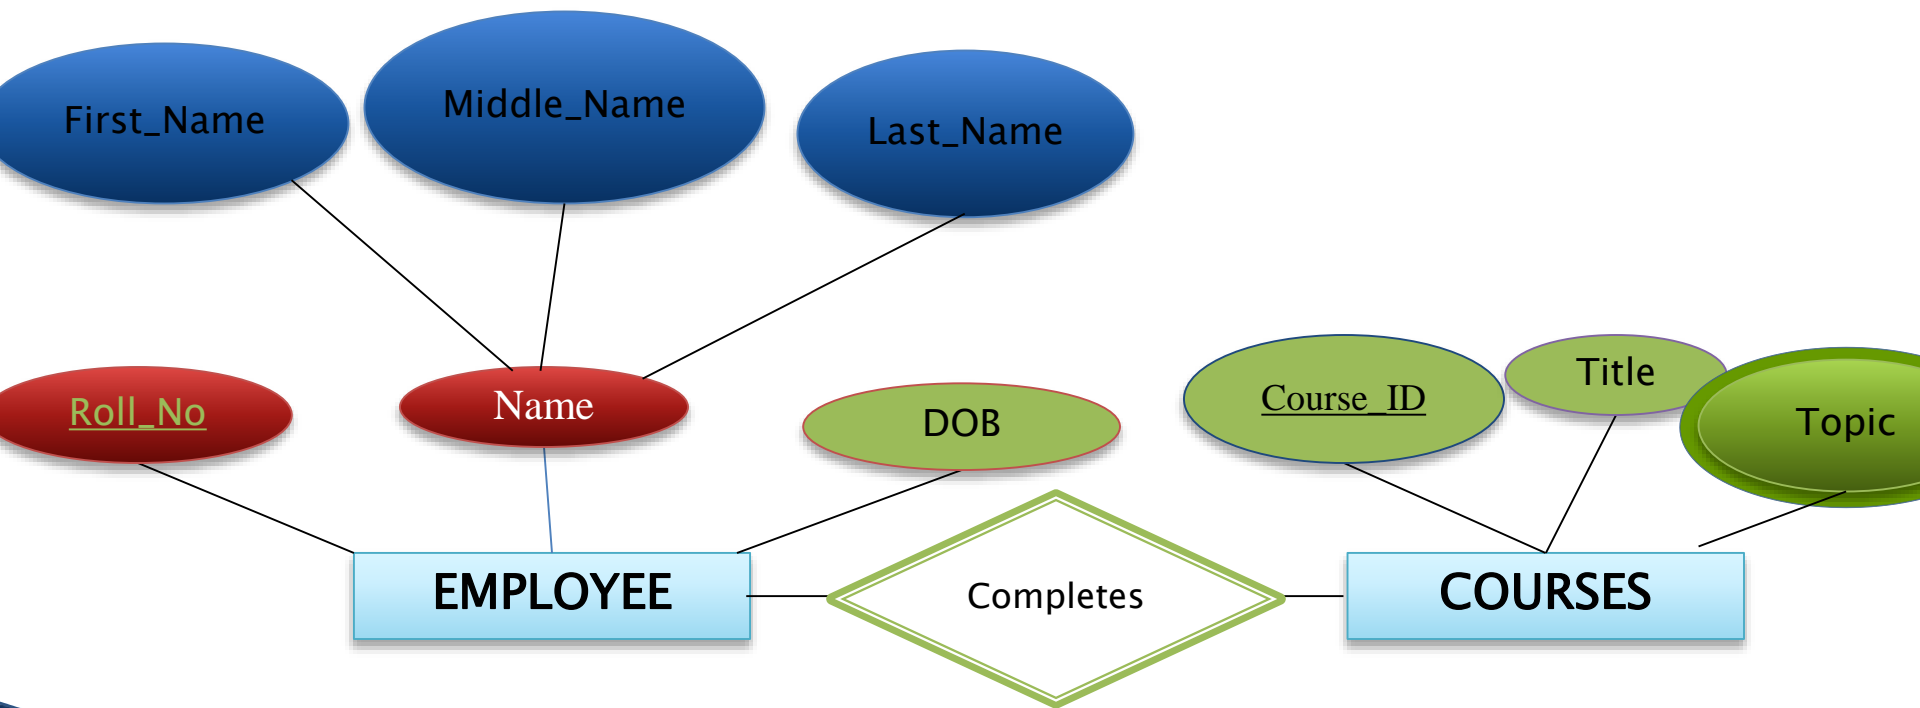 First_Name
Middle_Name
Last_Name
Roll_No
Name
DOB
Course_ID
Title
Topic
EMPLOYEE
Completes
COURSES